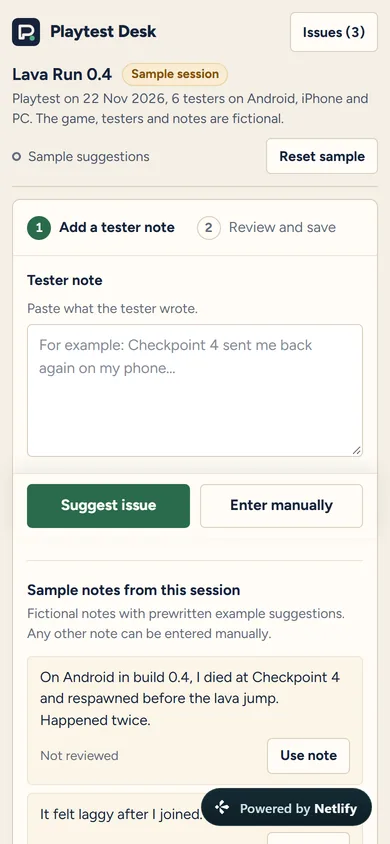 Playtest Desk
Issues (3)
Lava Run 0.4
Sample session
Playtest on 22 Nov 2026, 6 testers on Android, iPhone and
PC. The game, testers and notes are fictional.
Sample suggestions
Reset sample
1 Add a tester note
2 Review and save
Tester note
Paste what the tester wrote.
For example: Checkpoint 4 sent me back
again on my phone...
Suggest issue
Enter manually
Sample notes from this session
Fictional notes with prewritten example suggestions.
Any other note can be entered manually.
On Android in build 0.4, I died at Checkpoint 4
and respawned before the lava jump.
Happened twice.
Not reviewed
Use note
It felt laggy after I joined.
Powered by Netlify